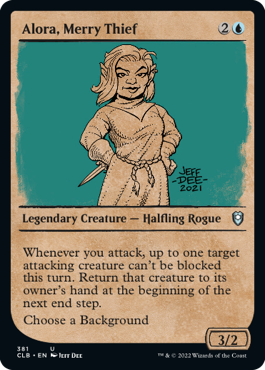 Alora, Merry Thief 2
JEFF
-DEE-
2021
Legendary Creature — Halfling Rogue
Whenever you attack, up to one target
attacking creature can't be blocked
this turn. Return that creature to its
owner's hand at the beginning of the
next end step.
Choose a Background
3/2
381 U
CLB • EN Jeff Dee ™ & © 2022 Wizards of the Coast